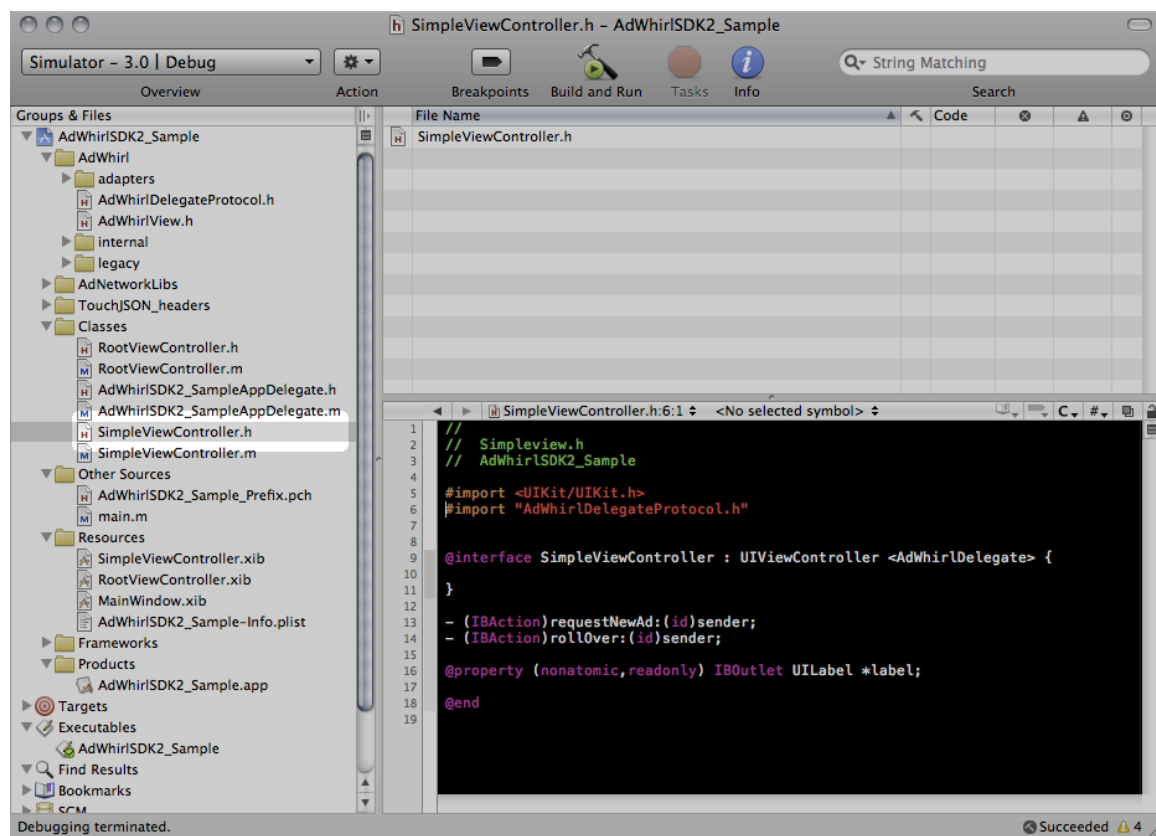 SimpleViewController.h – AdWhirlSDK2_Sample
Simulator – 3.0 | Debug
String Matching
Overview Action Breakpoints Build and Run Tasks Info Search
Groups & Files
AdWhirlSDK2_Sample
AdWhirl
adapters
AdWhirlDelegateProtocol.h
AdWhirlView.h
internal
legacy
AdNetworkLibs
TouchJSON_headers
Classes
RootViewController.h
RootViewController.m
AdWhirlSDK2_SampleAppDelegate.h
AdWhirlSDK2_SampleAppDelegate.m
SimpleViewController.h
SimpleViewController.m
Other Sources
AdWhirlSDK2_Sample_Prefix.pch
main.m
Resources
SimpleViewController.xib
RootViewController.xib
MainWindow.xib
AdWhirlSDK2_Sample-Info.plist
Frameworks
Products
AdWhirlSDK2_Sample.app
Targets
Executables
AdWhirlSDK2_Sample
Find Results
Bookmarks
SCM
File Name Code
SimpleViewController.h
SimpleViewController.h:6:1 <No selected symbol> C #
1 //
2 // Simpleview.h
3 // AdWhirlSDK2_Sample
4
5 #import <UIKit/UIKit.h>
6 #import "AdWhirlDelegateProtocol.h"
7
8
9 @interface SimpleViewController : UIViewController <AdWhirlDelegate> {
10
11 }
12
13 - (IBAction)requestNewAd:(id)sender;
14 - (IBAction)rollOver:(id)sender;
15
16 @property (nonatomic,readonly) IBOutlet UILabel *label;
17
18 @end
19
Debugging terminated.
Succeeded 4